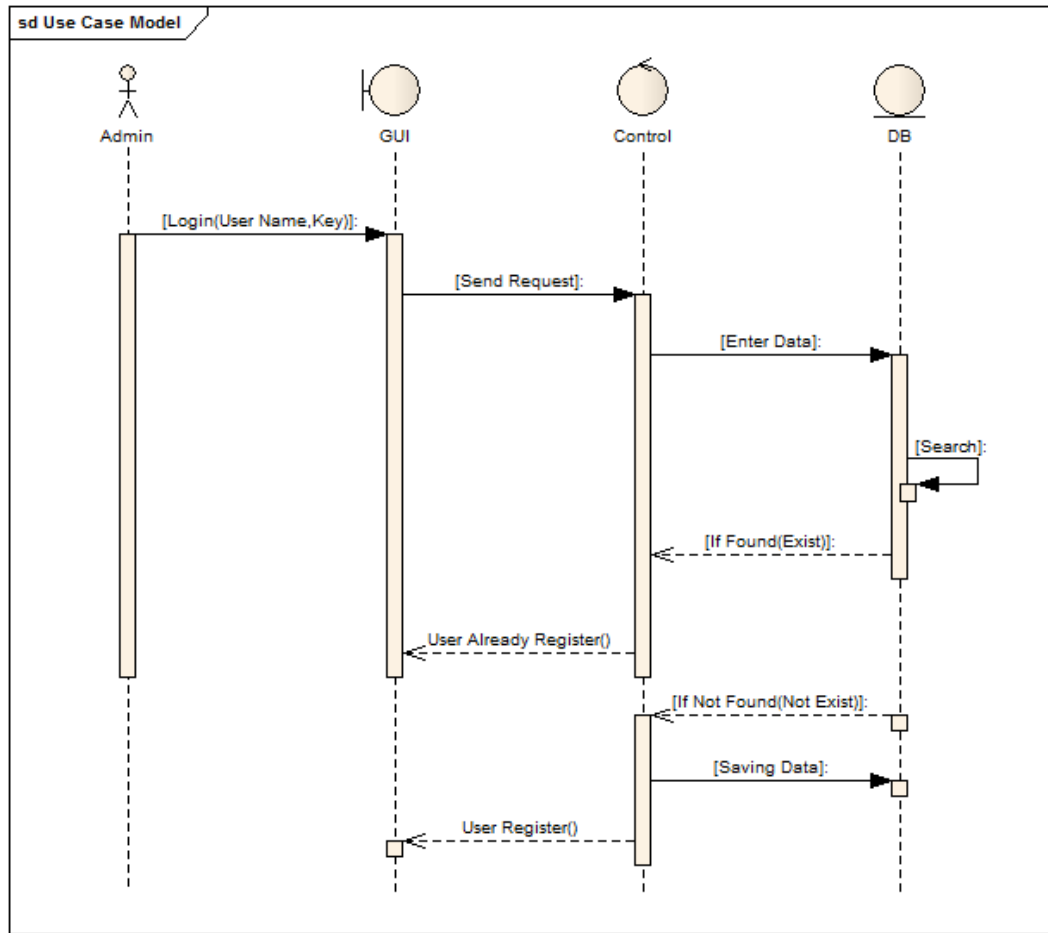 sd Use Case Model
Admin
GUI
Control
DB
[Login(User Name,Key)]:
[Send Request]:
[Enter Data]:
[Search]:
[If Found(Exist)]:
User Already Register()
[If Not Found(Not Exist)]:
[Saving Data]:
User Register()